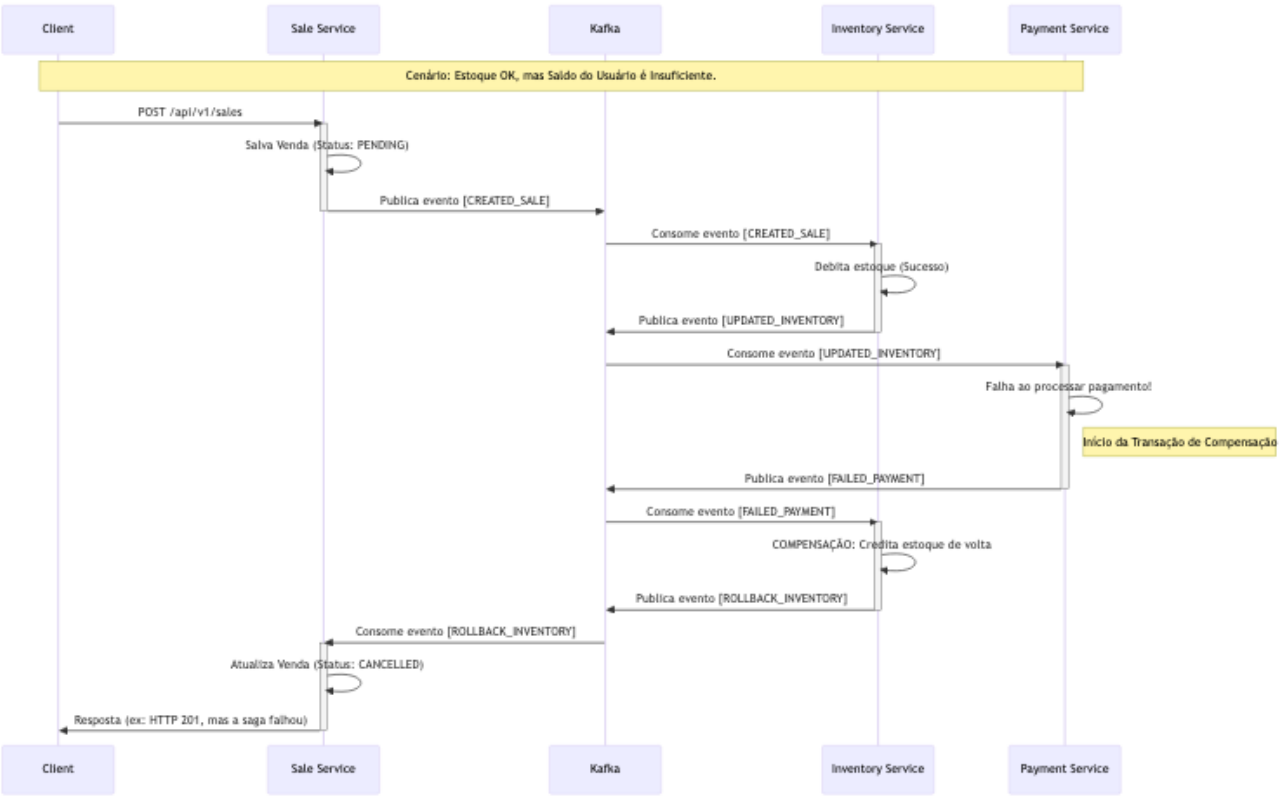 Client
Sale Service
Kafka
Inventory Service
Payment Service
Cenário: Estoque OK, mas Saldo do Usuário é Insuficiente.
POST /api/v1/sales
Salva Venda (Status: PENDING)
Publica evento [CREATED_SALE]
Consome evento [CREATED_SALE]
Debita estoque (Sucesso)
Publica evento [UPDATED_INVENTORY]
Consome evento [UPDATED_INVENTORY]
Falha ao processar pagamento!
Início da Transação de Compensação
Publica evento [FAILED_PAYMENT]
Consome evento [FAILED_PAYMENT]
COMPENSAÇÃO: Credita estoque de volta
Publica evento [ROLLBACK_INVENTORY]
Consome evento [ROLLBACK_INVENTORY]
Atualiza Venda (Status: CANCELLED)
Resposta (ex: HTTP 201, mas a saga falhou)
Client
Sale Service
Kafka
Inventory Service
Payment Service